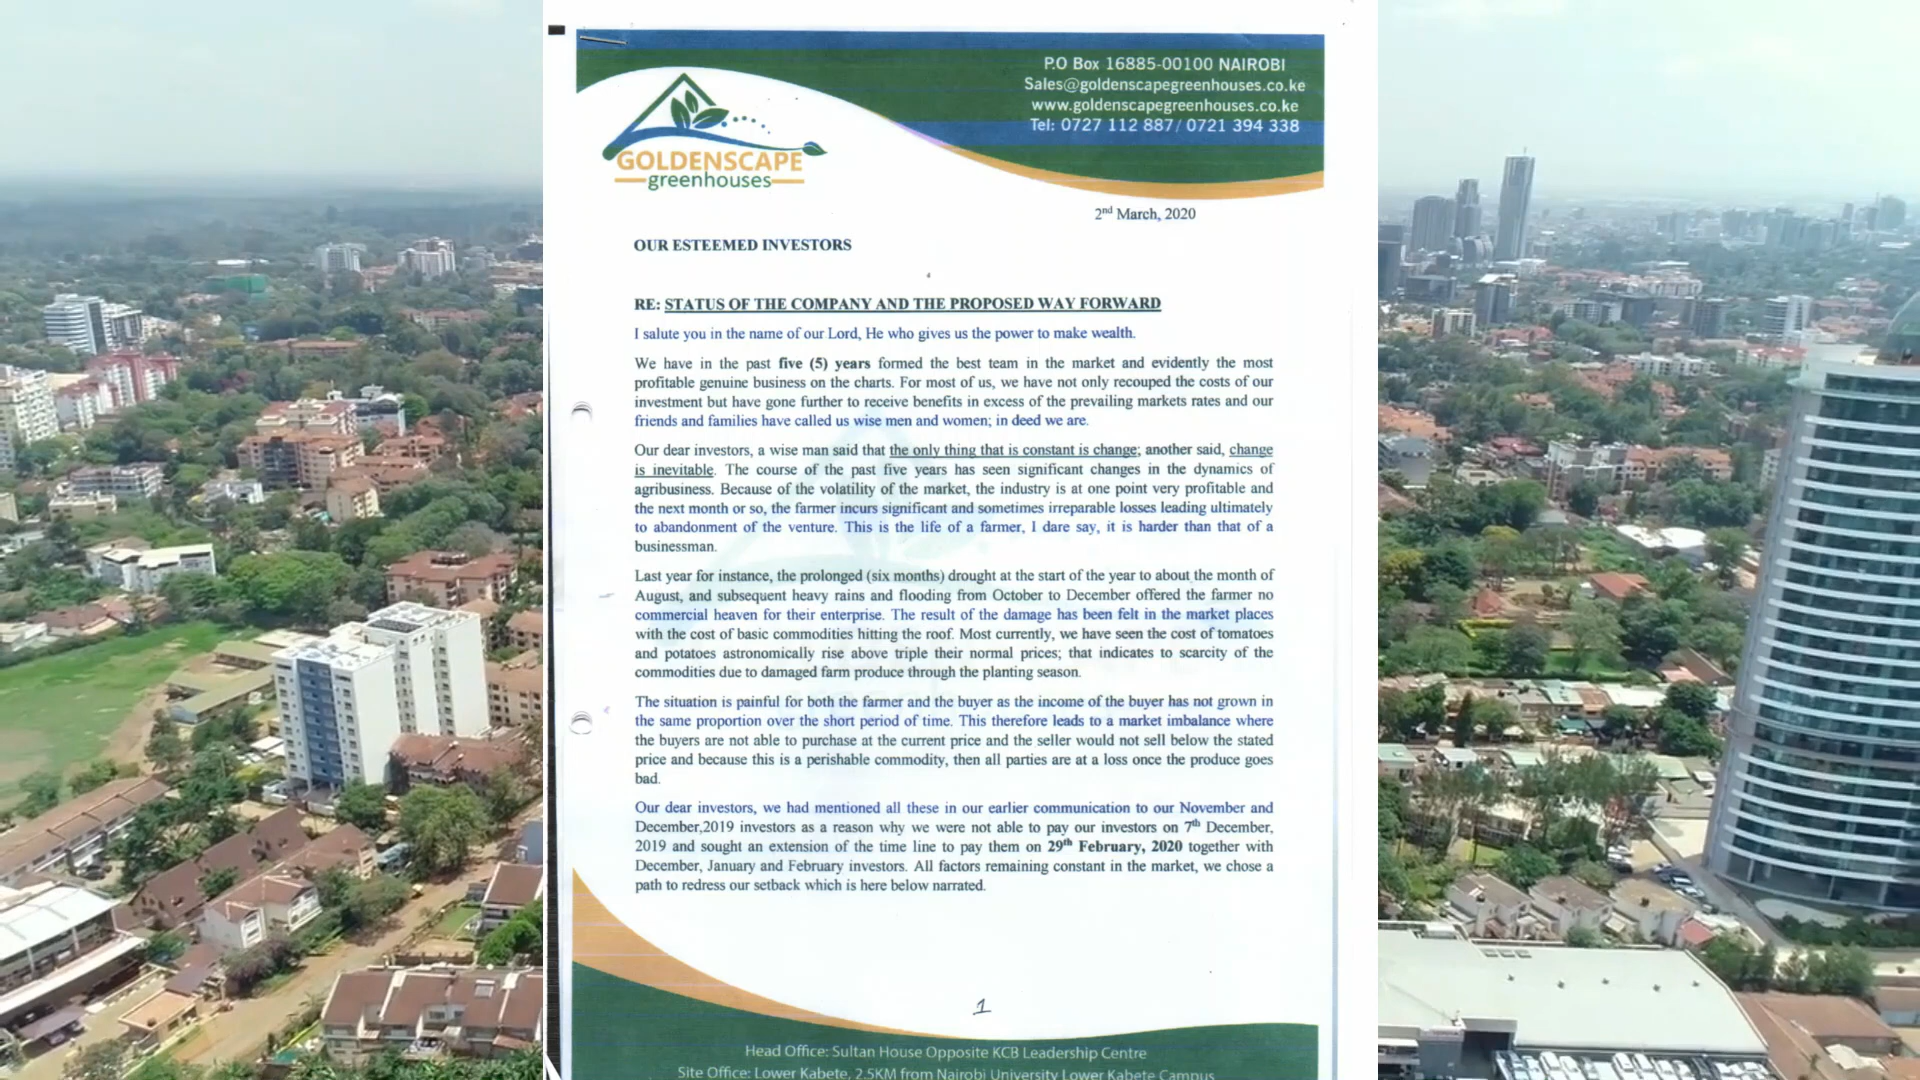 P.O Box 16885-00100 NAIROBI
Sales@goldenscapegreenhouses.co.ke
www.goldenscapegreenhouses.co.ke
Tel: 0727 112 887/ 0721 394 338
GOLDENSCAPE
greenhouses
2nd March, 2020
OUR ESTEEMED INVESTORS
RE: STATUS OF THE COMPANY AND THE PROPOSED WAY FORWARD
I salute you in the name of our Lord, He who gives us the power to make wealth.
We have in the past five (5) years formed the best team in the market and evidently the most
profitable genuine business on the charts. For most of us, we have not only recouped the costs of our
investment but have gone further to receive benefits in excess of the prevailing markets rates and our
friends and families have called us wise men and women; in deed we are.
Our dear investors, a wise man said that the only thing that is constant is change; another said, change
is inevitable. The course of the past five years has seen significant changes in the dynamics of
agribusiness. Because of the volatility of the market, the industry is at one point very profitable and
the next month or so, the farmer incurs significant and sometimes irreparable losses leading ultimately
to abandonment of the venture. This is the life of a farmer, I dare say, it is harder than that of a
businessman.
Last year for instance, the prolonged (six months) drought at the start of the year to about the month of
August, and subsequent heavy rains and flooding from October to December offered the farmer no
commercial heaven for their enterprise. The result of the damage has been felt in the market places
with the cost of basic commodities hitting the roof. Most currently, we have seen the cost of tomatoes
and potatoes astronomically rise above triple their normal prices; that indicates to scarcity of the
commodities due to damaged farm produce through the planting season.
The situation is painful for both the farmer and the buyer as the income of the buyer has not grown in
the same proportion over the short period of time. This therefore leads to a market imbalance where
the buyers are not able to purchase at the current price and the seller would not sell below the stated
price and because this is a perishable commodity, then all parties are at a loss once the produce goes
bad.
Our dear investors, we had mentioned all these in our earlier communication to our November and
December,2019 investors as a reason why we were not able to pay our investors on 7th December,
2019 and sought an extension of the time line to pay them on 29th February, 2020 together with
December, January and February investors. All factors remaining constant in the market, we chose a
path to redress our setback which is here below narrated.
1
Head Office: Sultan House Opposite KCB Leadership Centre
Site Office: Lower Kabete, 2.5KM from Nairobi University Lower Kabete Campus